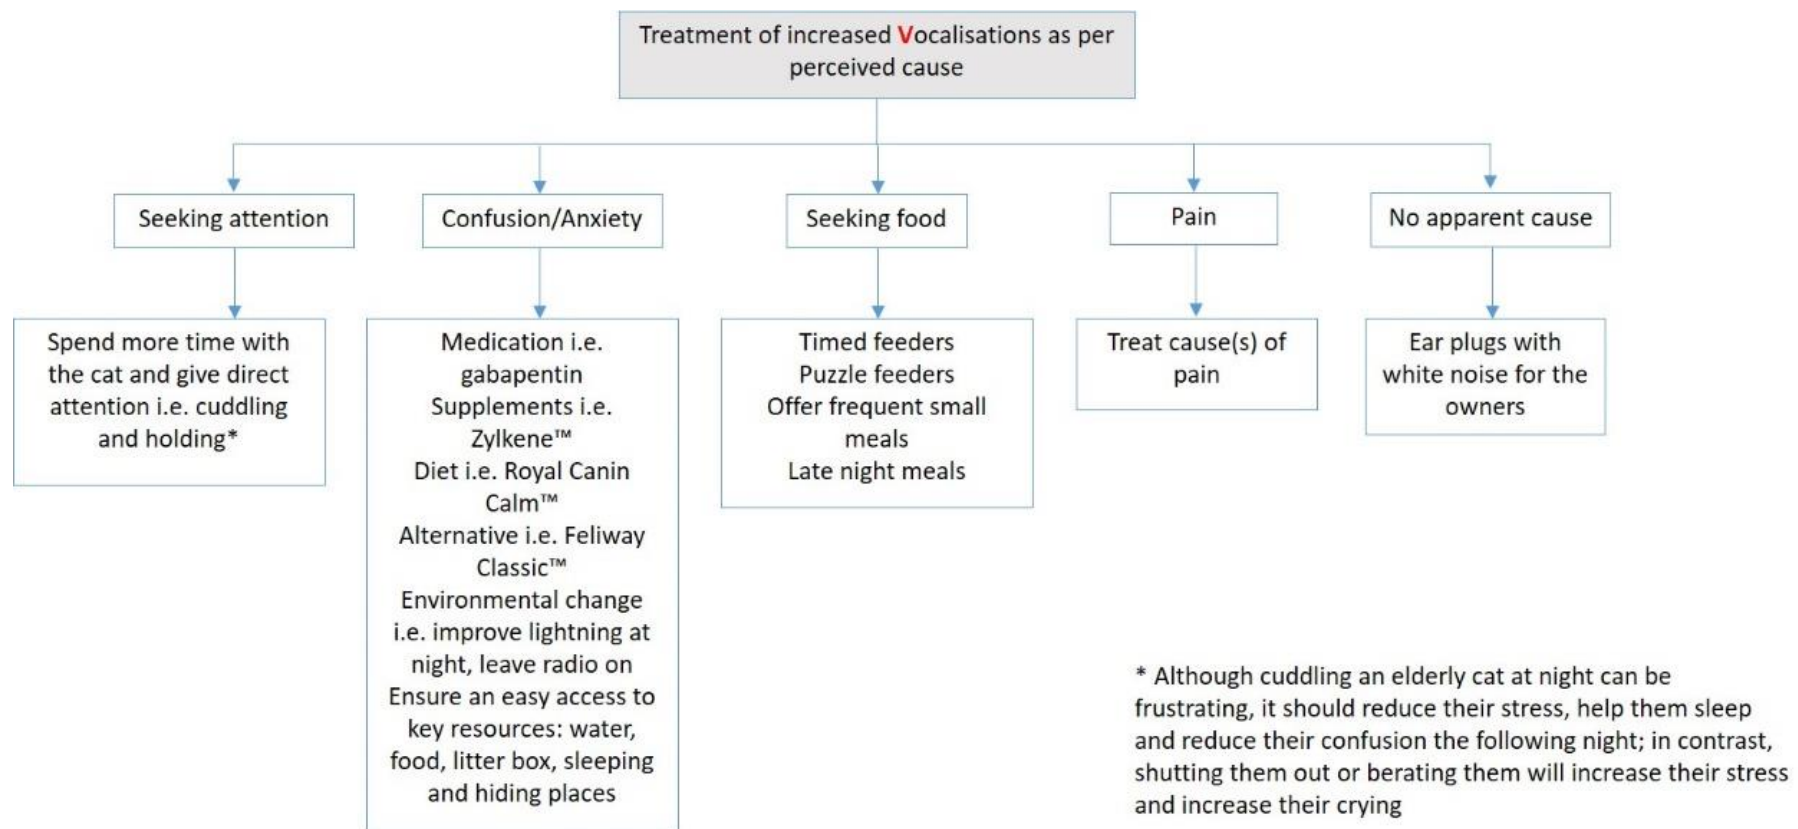 Treatment of increased Vocalisations as per
perceived cause
Seeking attention
Confusion/Anxiety
Seeking food
Pain
No apparent cause
Spend more time with
the cat and give direct
attention i.e. cuddling
and holding*
Medication i.e.
gabapentin
Supplements i.e.
Zylkene™
Diet i.e. Royal Canin
Calm™
Alternative i.e. Feliway
Classic™
Environmental change
i.e. improve lightning at
night, leave radio on
Ensure an easy access to
key resources: water,
food, litter box, sleeping
and hiding places
Timed feeders
Puzzle feeders
Offer frequent small
meals
Late night meals
Treat cause(s) of
pain
Ear plugs with
white noise for the
owners
* Although cuddling an elderly cat at night can be
frustrating, it should reduce their stress, help them sleep
and reduce their confusion the following night; in contrast,
shutting them out or berating them will increase their stress
and increase their crying